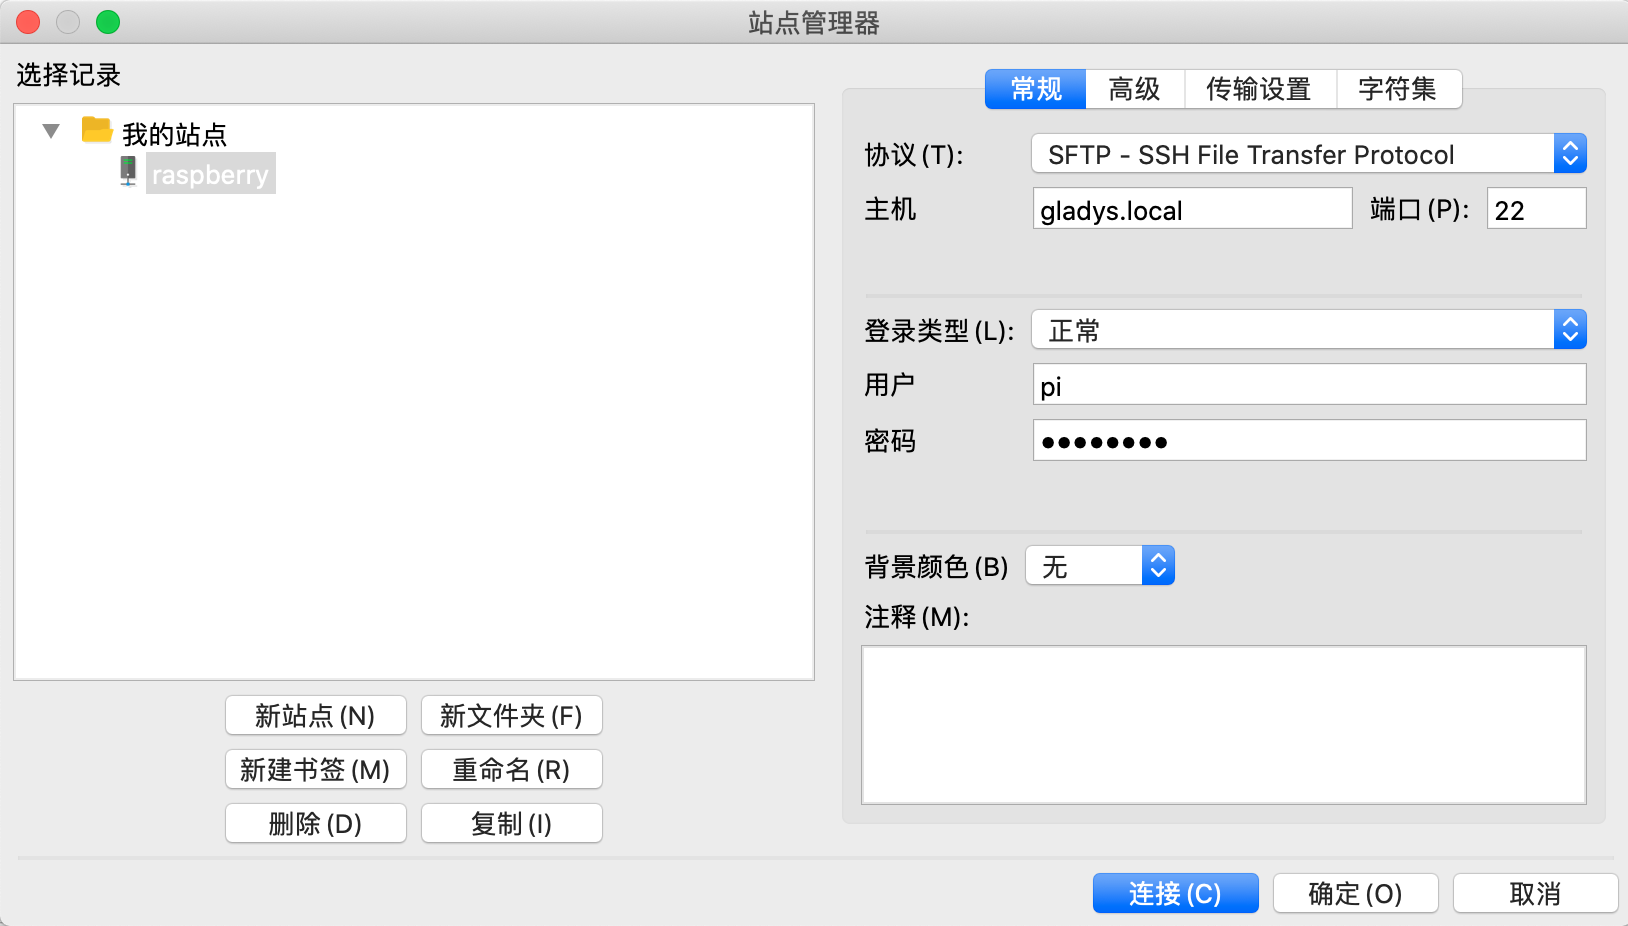 站点管理器
选择记录
我的站点
raspberry
新站点(N)
新文件夹(F)
新建书签(M)
重命名(R)
删除(D)
复制(I)
常规
高级
传输设置
字符集
协议(T):
SFTP - SSH File Transfer Protocol
主机
gladys.local
端口(P):
22
登录类型(L):
正常
用户
pi
密码
●●●●●●●●
背景颜色(B)
无
注释(M):
连接(C)
确定(O)
取消